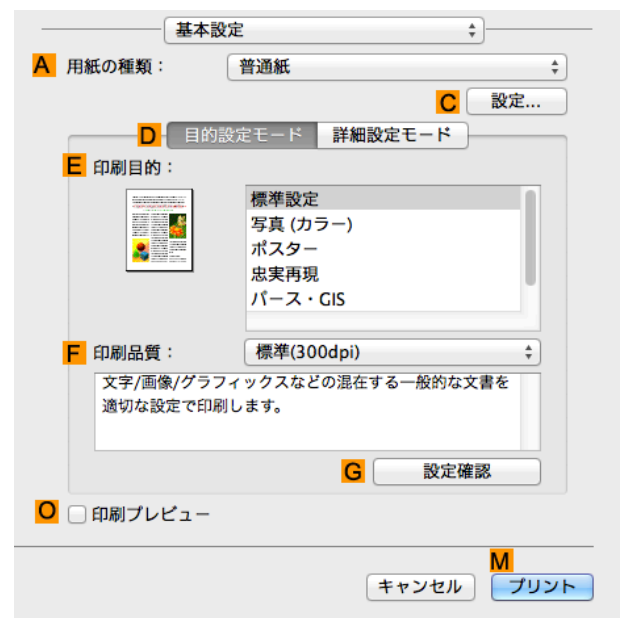 基本設定
A 用紙の種類： 普通紙
C 設定...
D 目的設定モード 詳細設定モード
E 印刷目的：
標準設定
写真 (カラー)
ポスター
忠実再現
パース・GIS
F 印刷品質： 標準(300dpi)
文字/画像/グラフィックスなどの混在する一般的な文書を
適切な設定で印刷します。
G 設定確認
O 印刷プレビュー
M
キャンセル プリント